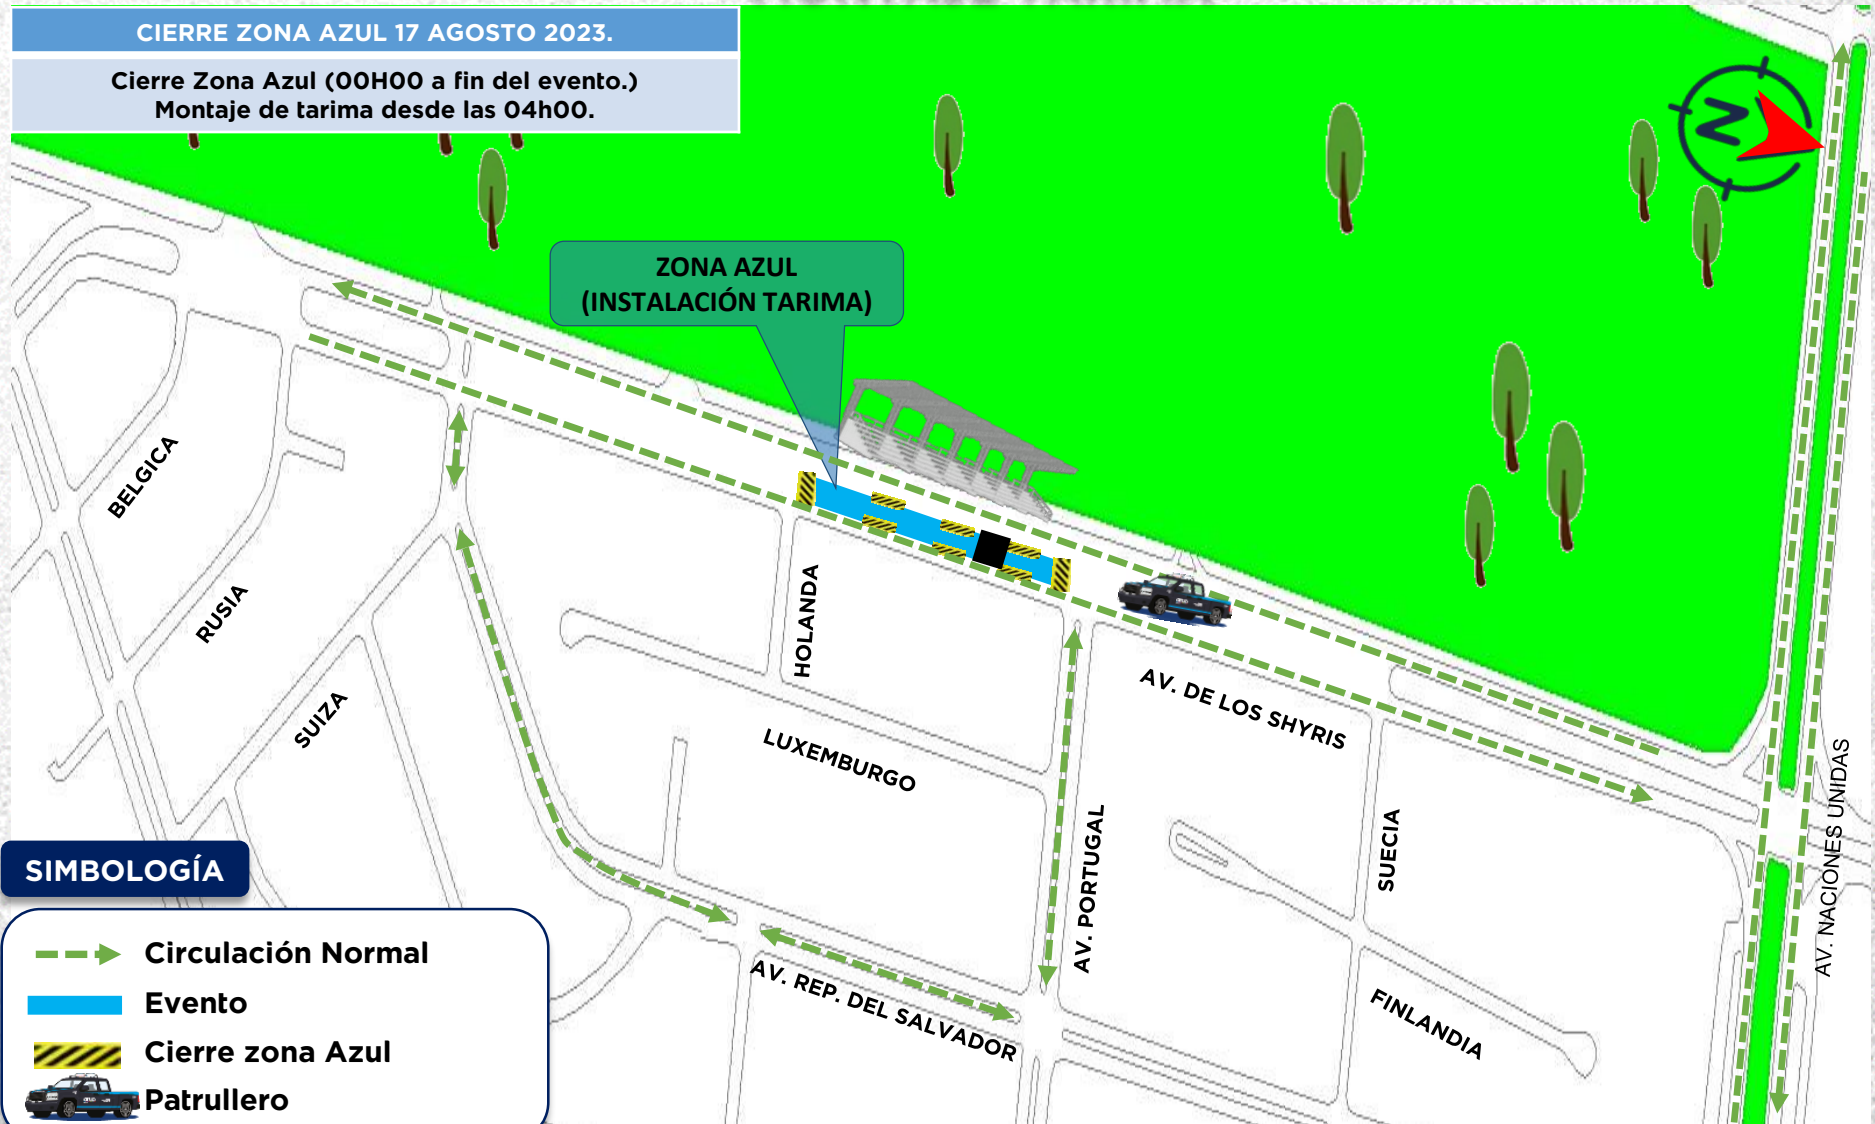 CIERRE ZONA AZUL 17 AGOSTO 2023.
Cierre Zona Azul (00H00 a fin del evento.)
Montaje de tarima desde las 04h00.
N
ZONA AZUL
(INSTALACIÓN TARIMA)
BELGICA
RUSIA
SUIZA
HOLANDA
LUXEMBURGO
AV. DE LOS SHYRIS
AV. PORTUGAL
SUECIA
AV. NACIONES UNIDAS
AV. REP. DEL SALVADOR
FINLANDIA
SIMBOLOGÍA
Circulación Normal
Evento
Cierre zona Azul
Patrullero